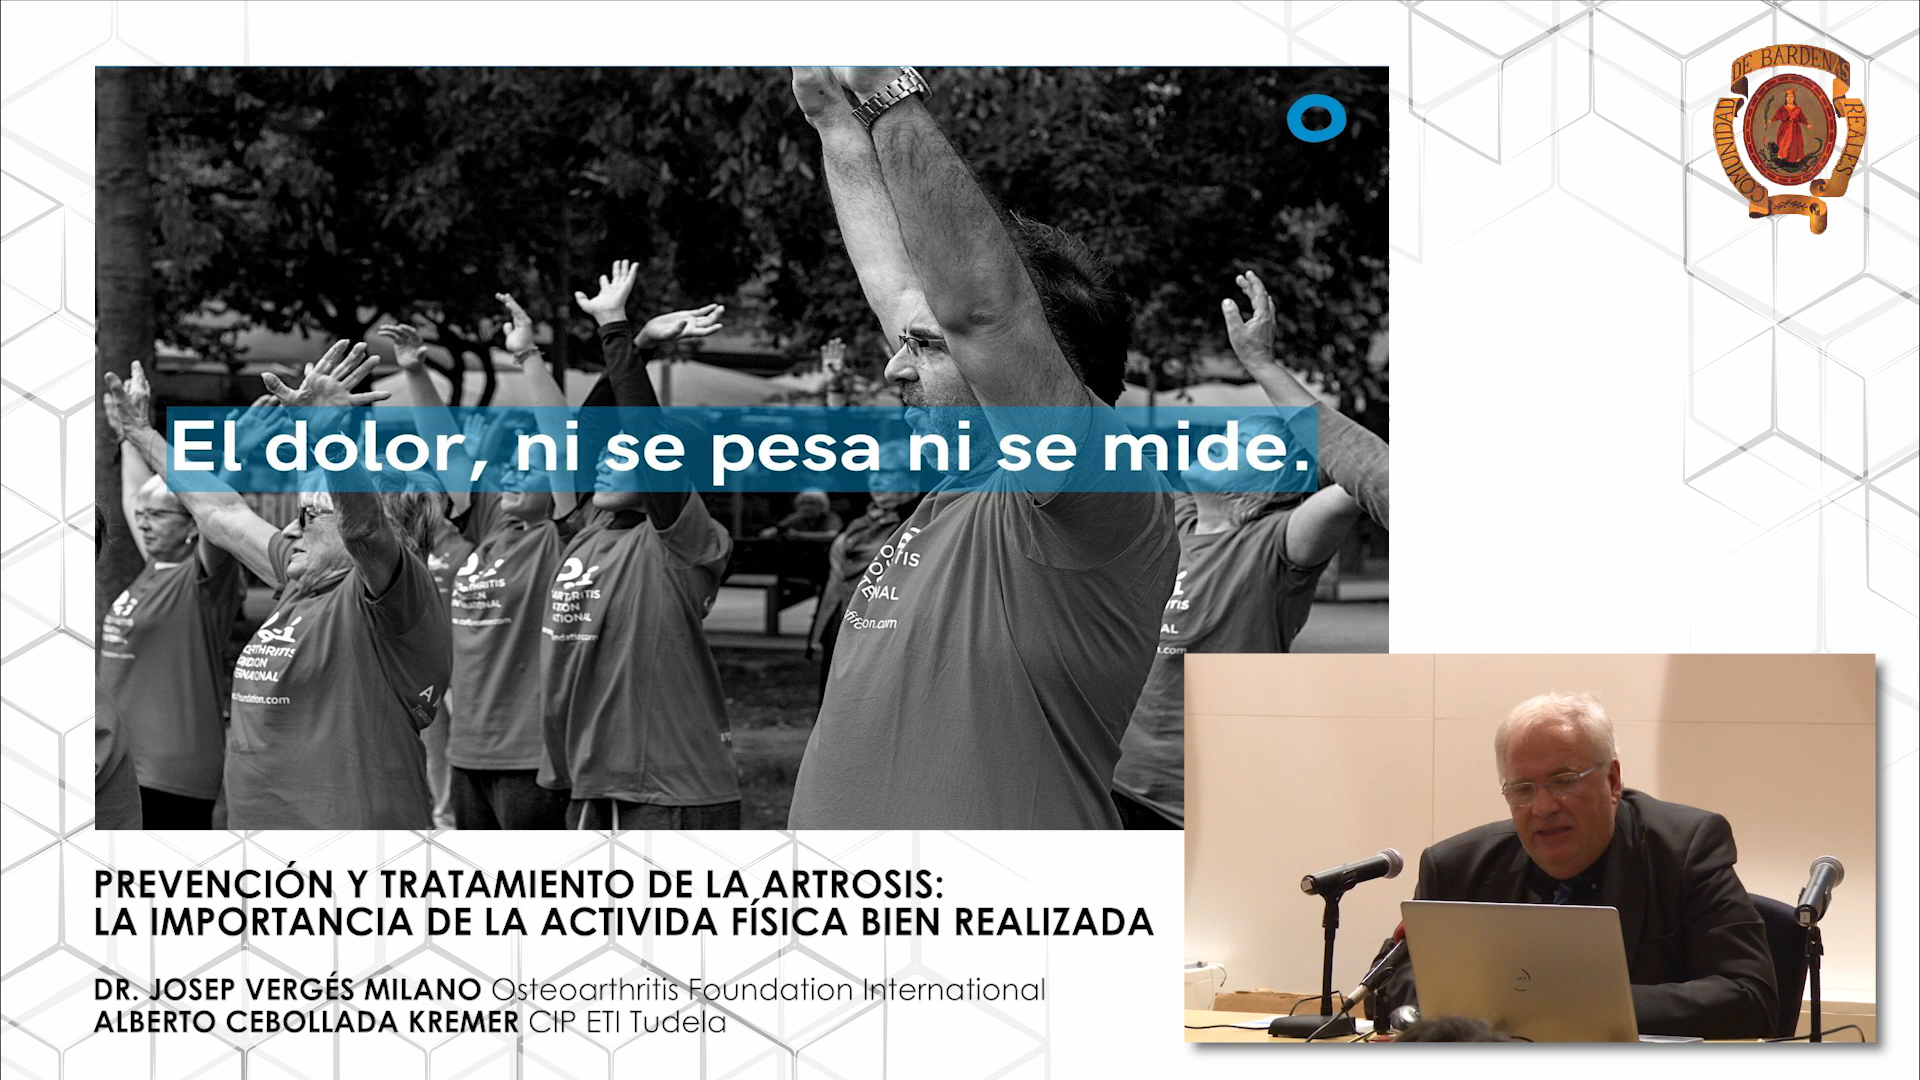 DE BARDENAS
COMUNIDAD
REALES
El dolor, ni se pesa ni se mide.
PREVENCIÓN Y TRATAMIENTO DE LA ARTROSIS:
LA IMPORTANCIA DE LA ACTIVIDA FÍSICA BIEN REALIZADA
DR. JOSEP VERGÉS MILANO Osteoarthritis Foundation International
ALBERTO CEBOLLADA KREMER CIP ETI Tudela